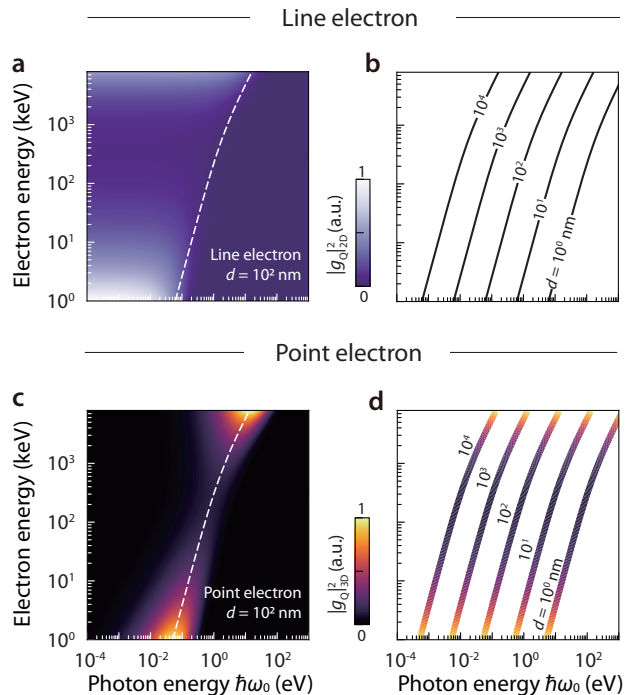 Line electron
a
b
Electron energy (keV)
10³
10²
10¹
10⁰
Line electron
d = 10² nm
1
0
|g_Q|²_2D (a.u.)
10⁴
10³
10²
10¹
d = 10⁰ nm
Point electron
c
d
Electron energy (keV)
10³
10²
10¹
10⁰
Point electron
d = 10² nm
1
0
|g_Q|²_3D (a.u.)
10⁴
10³
10²
10¹
d = 10⁰ nm
10⁻⁴ 10⁻² 10⁰ 10² 10⁻⁴ 10⁻² 10⁰ 10²
Photon energy ℏω₀ (eV) Photon energy ℏω₀ (eV)